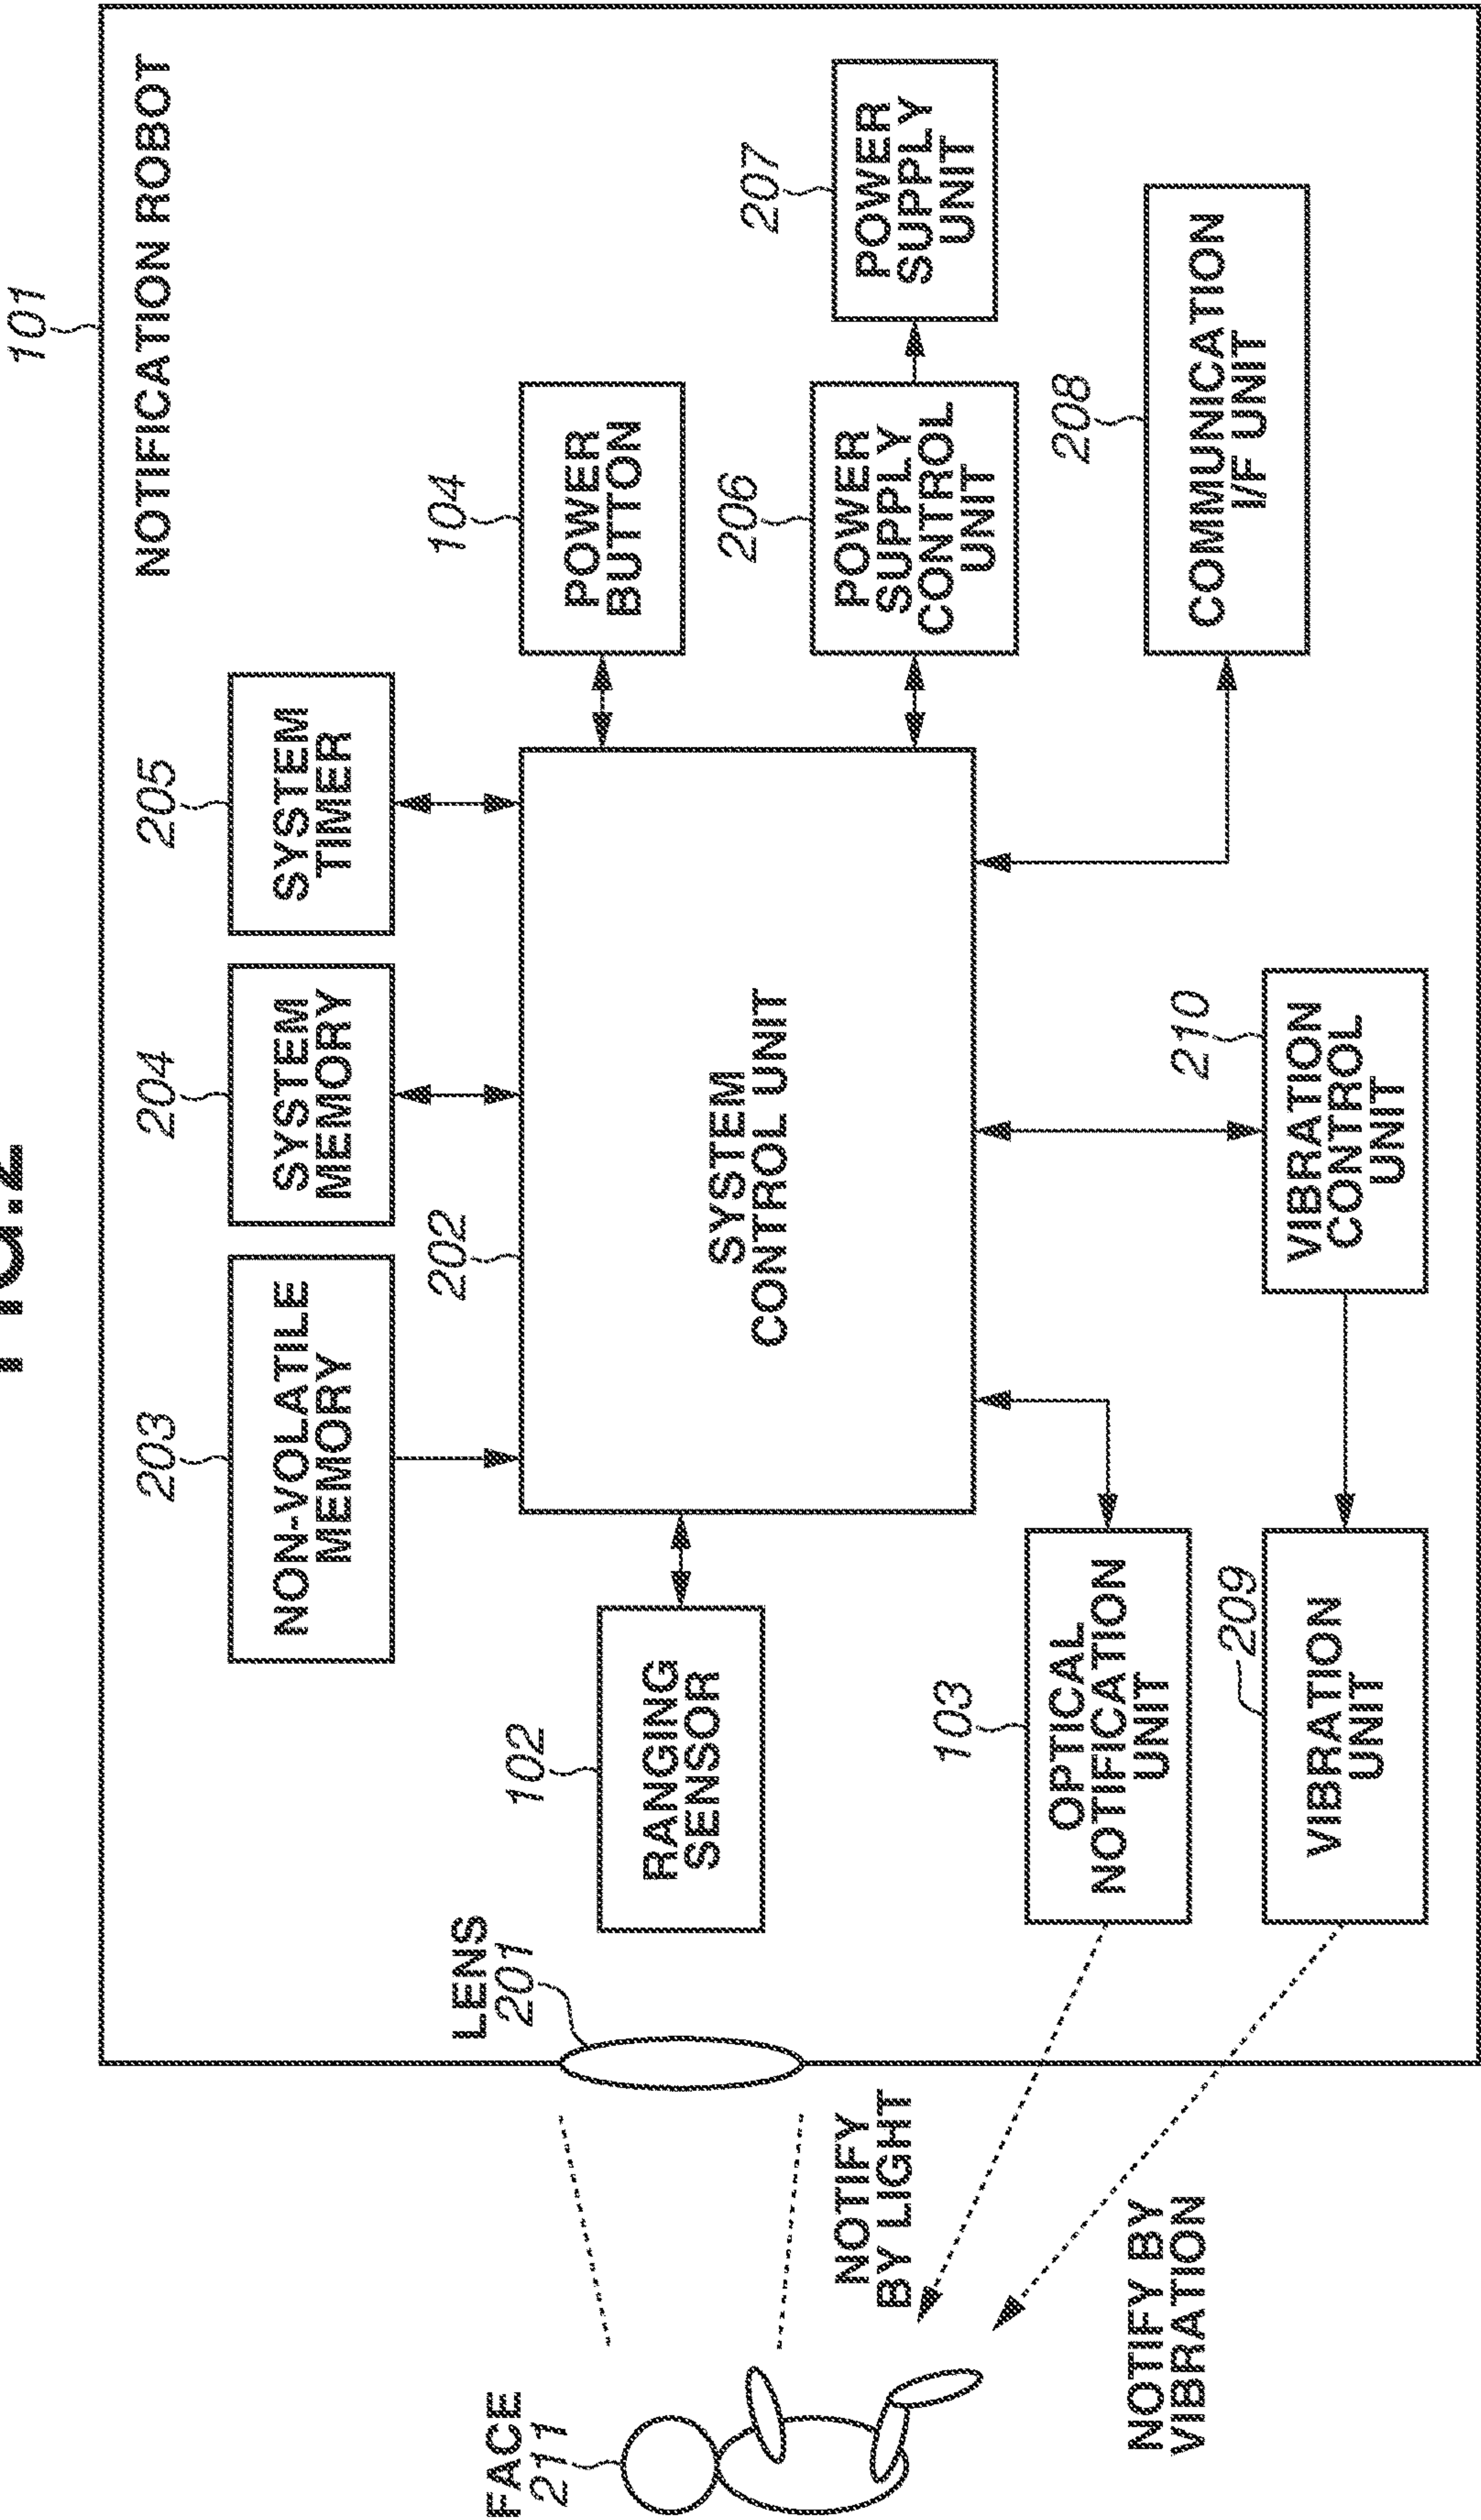 FIG.2
101
NOTIFICATION ROBOT
203
NON-VOLATILE
MEMORY
204
SYSTEM
MEMORY
205
SYSTEM
TIMER
LENS
201
102
RANGING
SENSOR
202
SYSTEM
CONTROL UNIT
104
POWER
BUTTON
206
POWER
SUPPLY
CONTROL
UNIT
207
POWER
SUPPLY
UNIT
208
COMMUNICATION
I/F UNIT
FACE
211
NOTIFY
BY LIGHT
103
OPTICAL
NOTIFICATION
UNIT
NOTIFY BY
VIBRATION
209
VIBRATION
UNIT
210
VIBRATION
CONTROL
UNIT